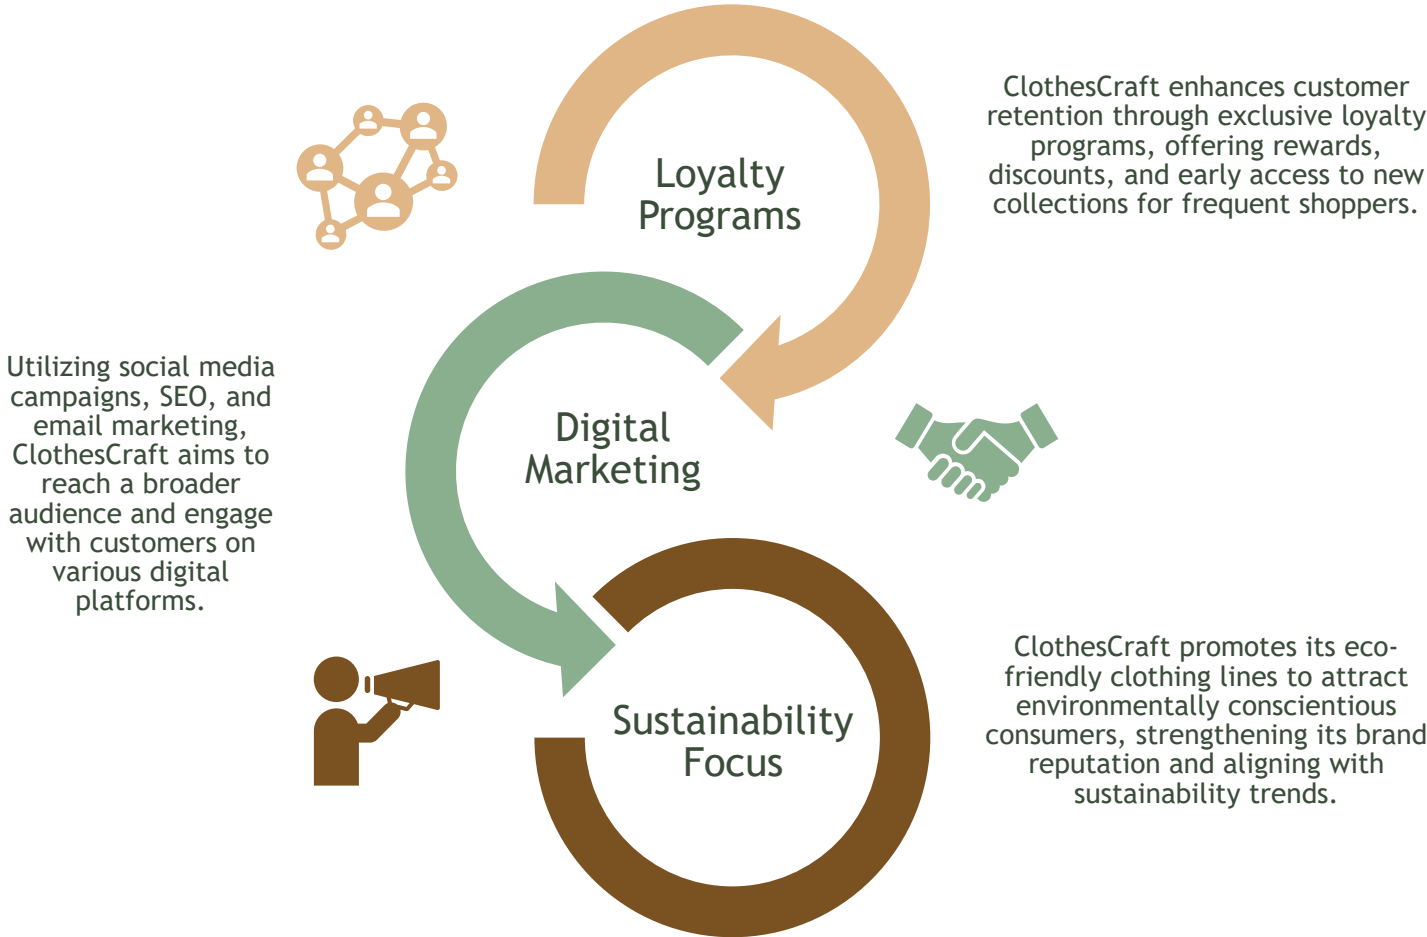 Loyalty
Programs
ClothesCraft enhances customer
retention through exclusive loyalty
programs, offering rewards,
discounts, and early access to new
collections for frequent shoppers.
Digital
Marketing
Utilizing social media
campaigns, SEO, and
email marketing,
ClothesCraft aims to
reach a broader
audience and engage
with customers on
various digital
platforms.
Sustainability
Focus
ClothesCraft promotes its eco-
friendly clothing lines to attract
environmentally conscientious
consumers, strengthening its brand
reputation and aligning with
sustainability trends.